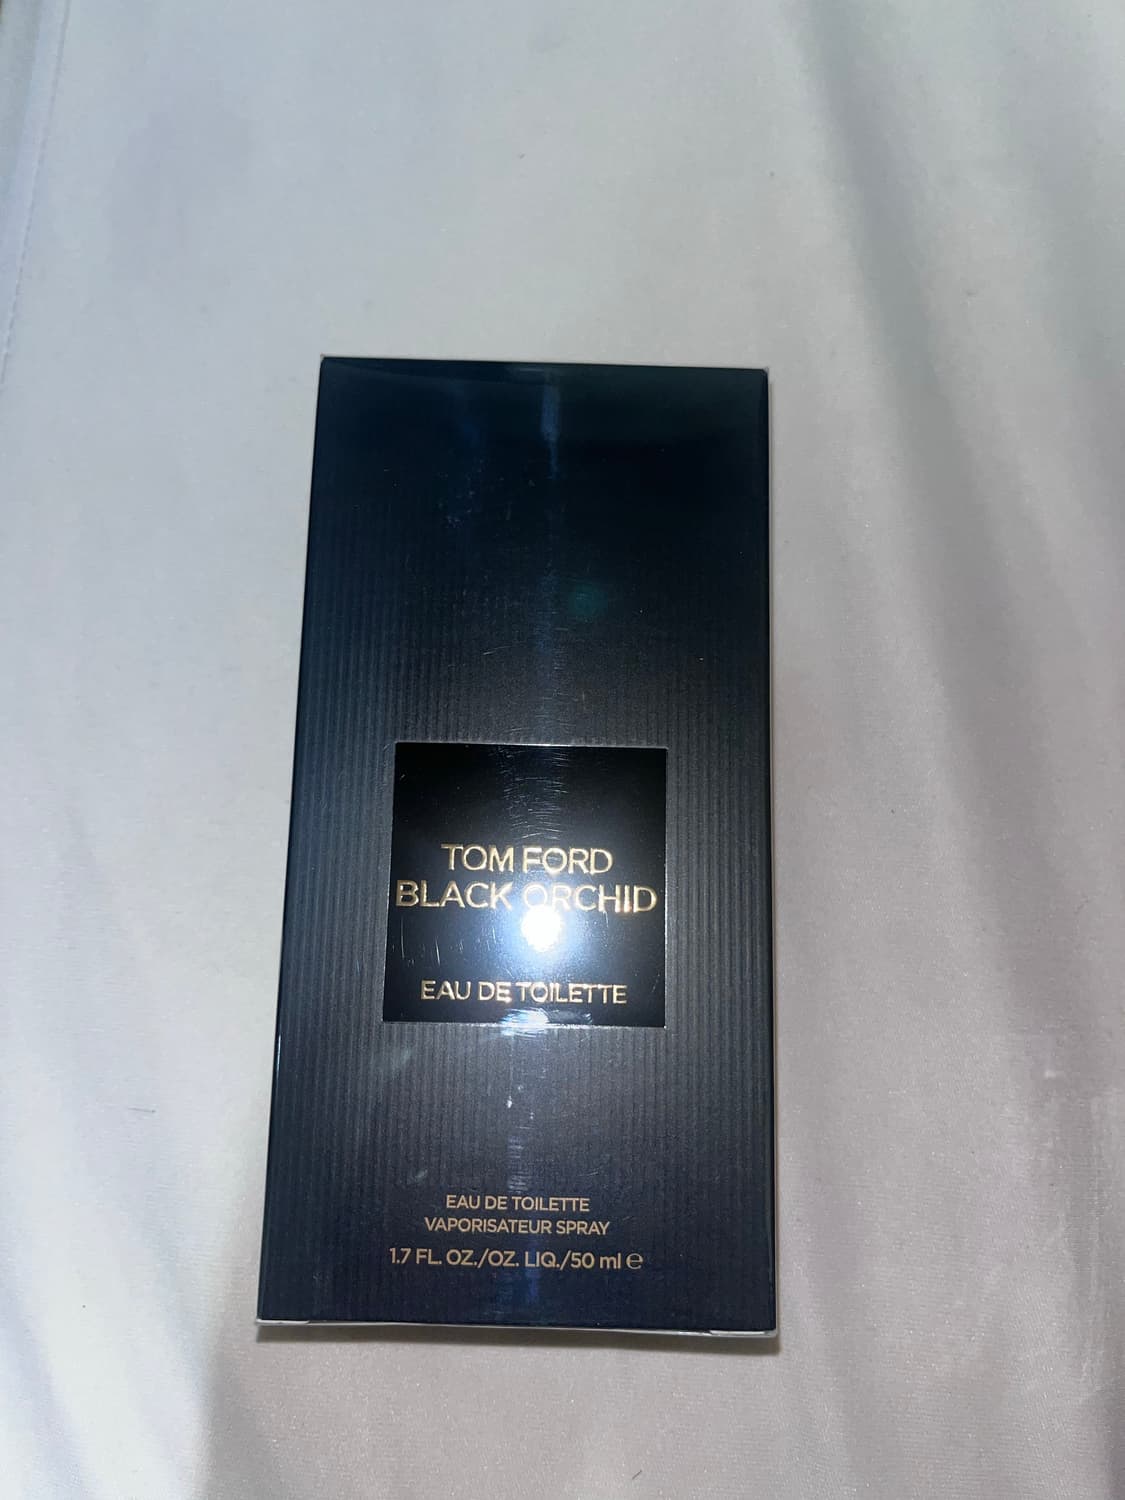 TOM FORD
BLACK ORCHID
EAU DE TOILETTE
EAU DE TOILETTE
VAPORISATEUR SPRAY
1.7 FL. OZ./OZ. LIQ./50 ml ℮